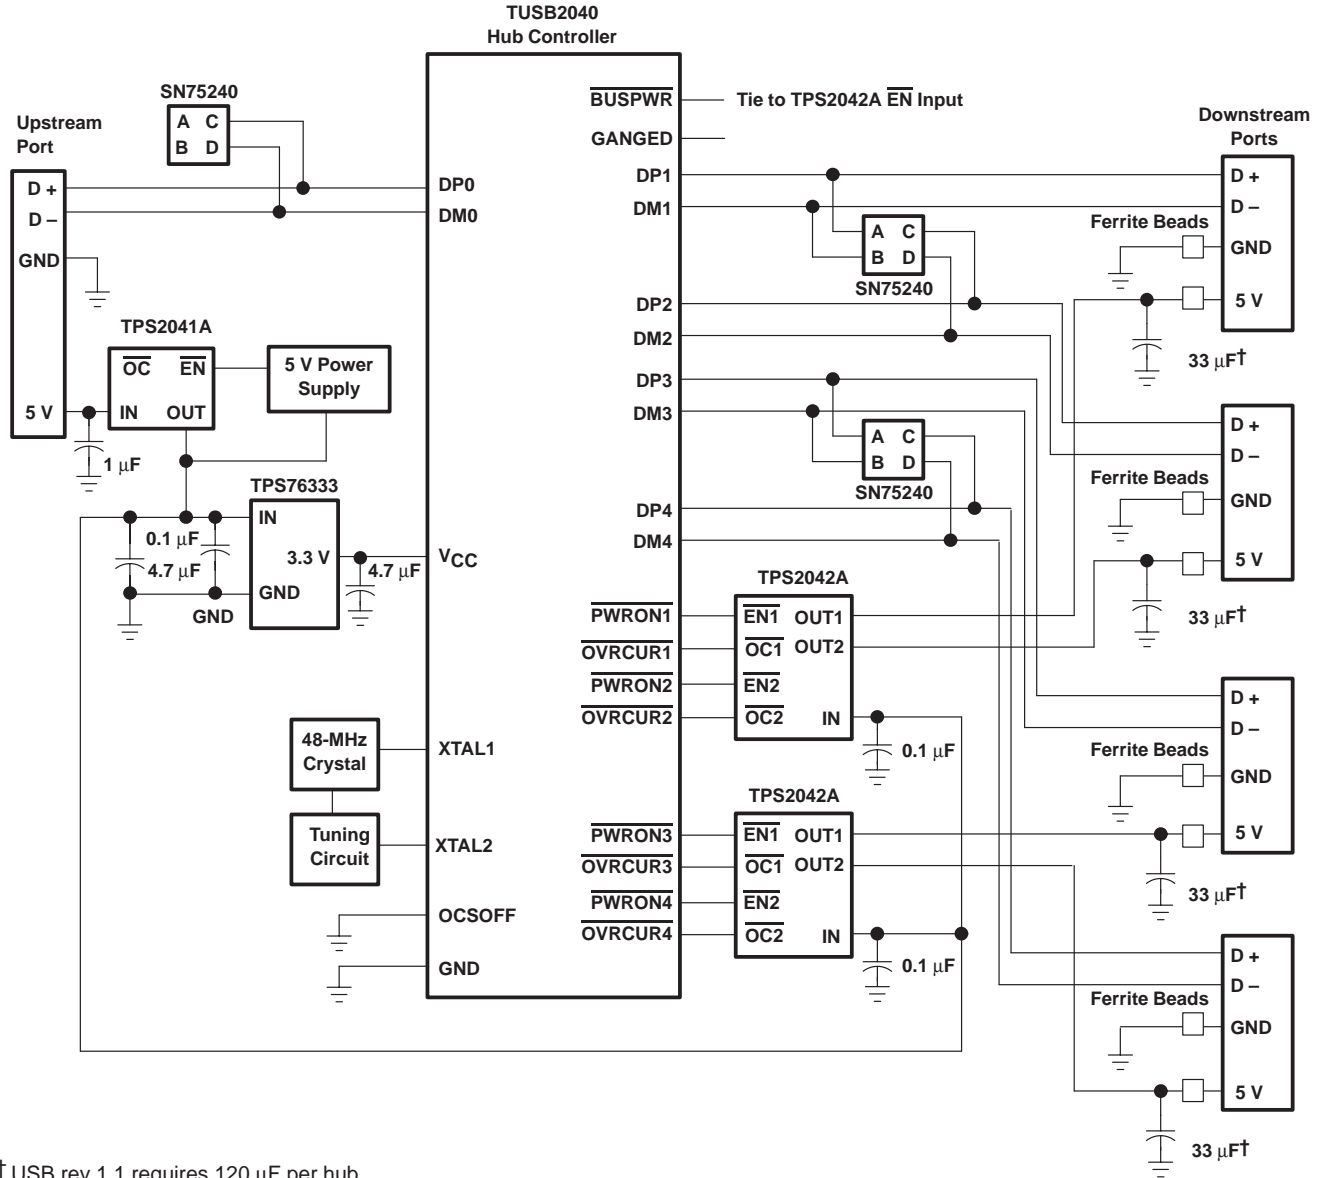 TUSB2040
Hub Controller
SN75240
A C
B D
Upstream
Port
D +
D –
GND
5 V
BUSPWR
Tie to TPS2042A EN Input
GANGED
DP0
DM0
DP1
DM1
Downstream
Ports
D +
D –
Ferrite Beads
GND
5 V
33 μF†
A C
B D
SN75240
DP2
DM2
TPS2041A
OC EN
IN OUT
5 V Power
Supply
1 μF
DP3
DM3
A C
B D
SN75240
D +
D –
Ferrite Beads
GND
5 V
33 μF†
TPS76333
IN
3.3 V
GND
0.1 μF
4.7 μF
GND
4.7 μF
VCC
DP4
DM4
TPS2042A
PWRON1
OVRCUR1
PWRON2
OVRCUR2
EN1 OUT1
OC1 OUT2
EN2
OC2 IN
0.1 μF
D +
D –
Ferrite Beads
GND
5 V
33 μF†
48-MHz
Crystal
XTAL1
Tuning
Circuit
XTAL2
OCSOFF
GND
TPS2042A
PWRON3
OVRCUR3
PWRON4
OVRCUR4
EN1 OUT1
OC1 OUT2
EN2
OC2 IN
0.1 μF
D +
D –
Ferrite Beads
GND
5 V
33 μF†
† USB rev 1.1 requires 120 μF per hub.